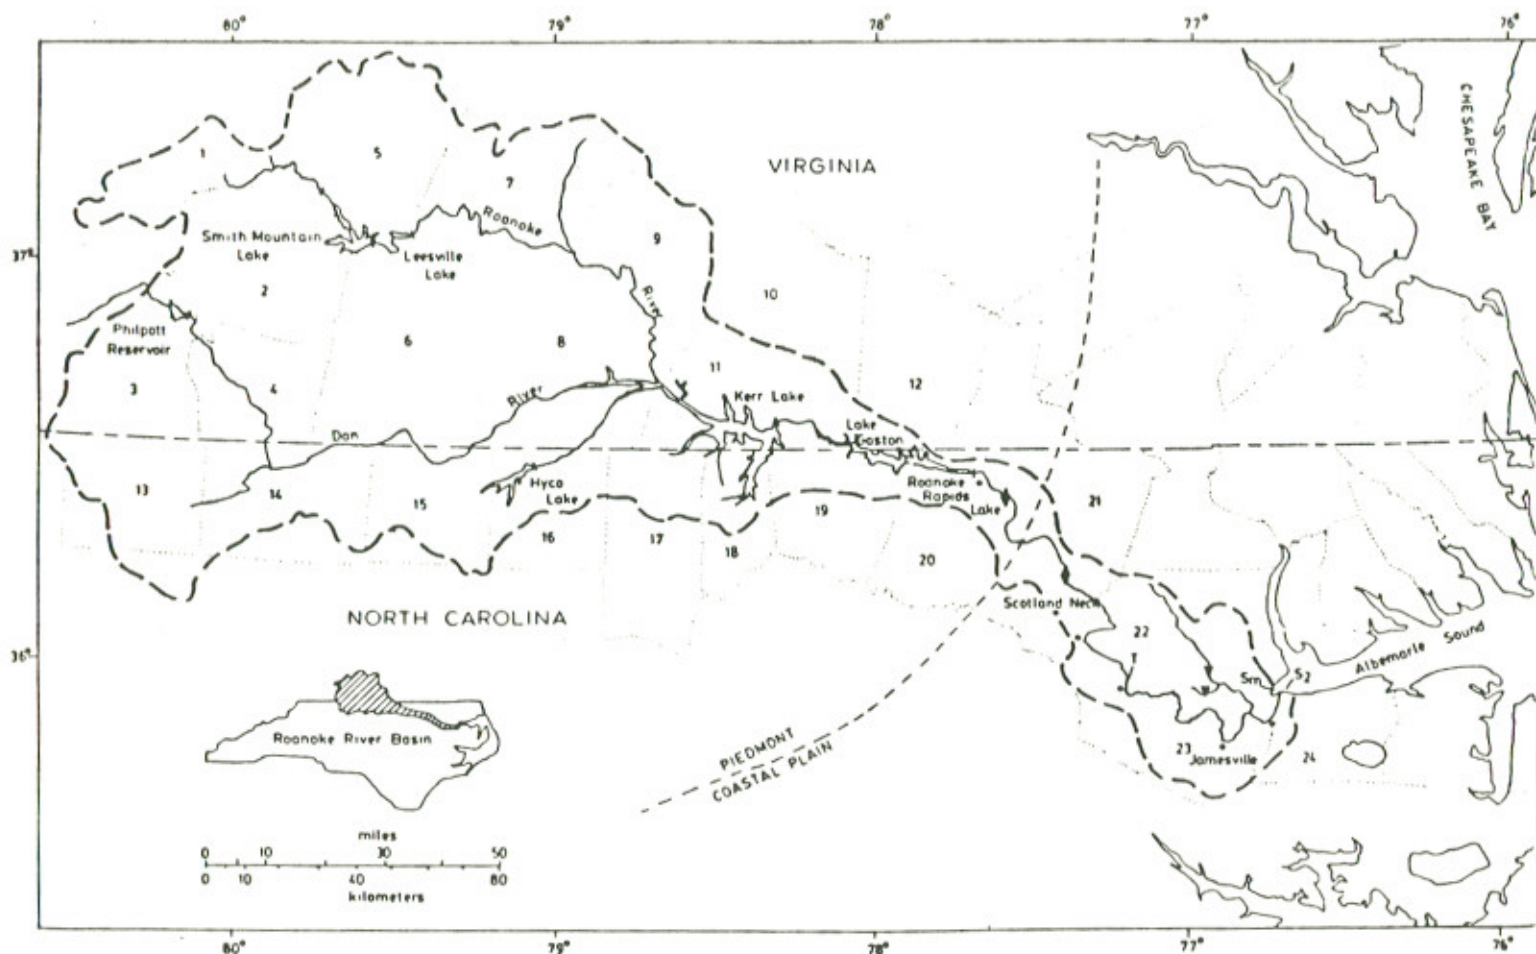 80° 79° 78° 77° 76°
CHESAPEAKE BAY
VIRGINIA
1
5
7
Roanoke
River
9
Smith Mountain
Lake
Leesville
Lake
37°
2
10
Philpott
Reservoir
6
8
3
4
11
12
Kerr Lake
River
Dan
Lake
Gaston
13
14
15
Hyco
Lake
Roanoke
Rapids
Lake
21
16
17
18
19
20
Scotland Neck
NORTH CAROLINA
22
36°
T
Sm
S2
Albemarle Sound
W
Roanoke River Basin
PIEDMONT
COASTAL PLAIN
23
Jamesville
24
miles
0 10 30 50
0 10 40 80
kilometers
80° 79° 78° 77° 76°